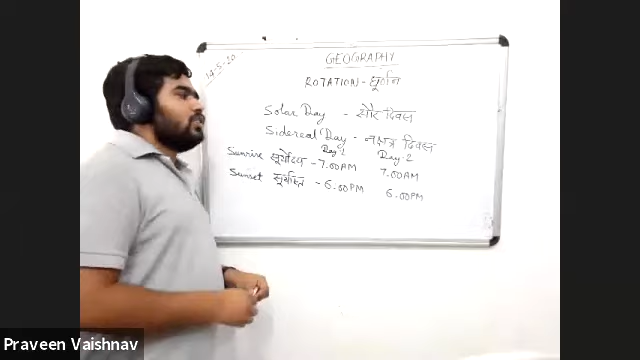 14-5-20
GEOGRAPHY
ROTATION - घूर्णन
Solar Day - सौर दिवस
Sidereal Day - नक्षत्र दिवस
Day:1 Day:2
Sunrise सूर्योदय - 7.00AM 7.00AM
Sunset सूर्यास्त - 6.00PM 6.00PM
Praveen Vaishnav